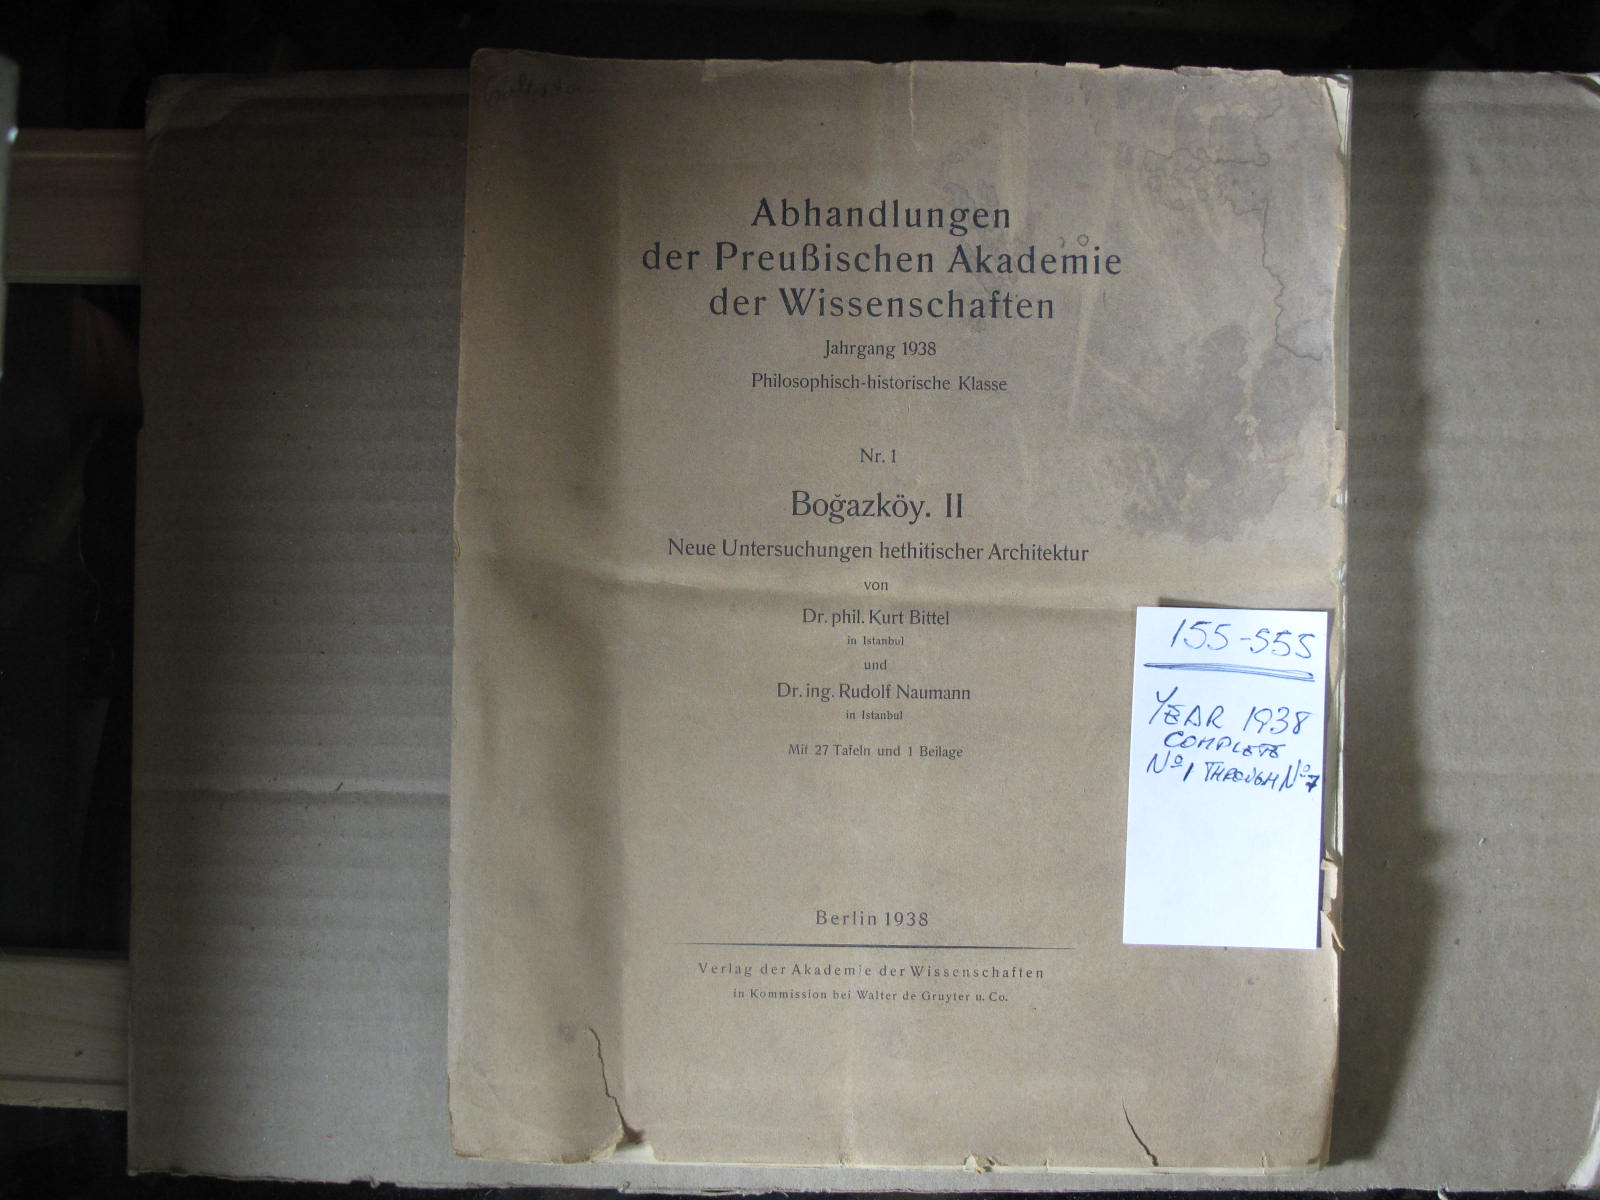 Abhandlungen
der Preußischen Akademie
der Wissenschaften
Jahrgang 1938
Philosophisch-historische Klasse
Nr. 1
Boğazköy. II
Neue Untersuchungen hethitischer Architektur
von
Dr. phil. Kurt Bittel
in Istanbul
und
Dr. ing. Rudolf Naumann
in Istanbul
Mit 27 Tafeln und 1 Beilage
Berlin 1938
Verlag der Akademie der Wissenschaften
in Kommission bei Walter de Gruyter u. Co.
155-555
YEAR 1938
COMPLETE
Nº 1 THROUGH Nº 7